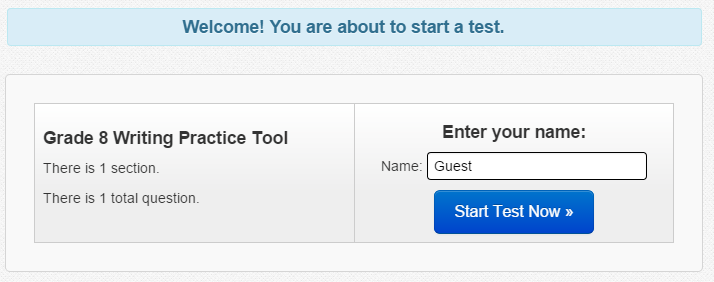 Welcome! You are about to start a test.
Grade 8 Writing Practice Tool
There is 1 section.
There is 1 total question.
Enter your name:
Name: Guest
Start Test Now »